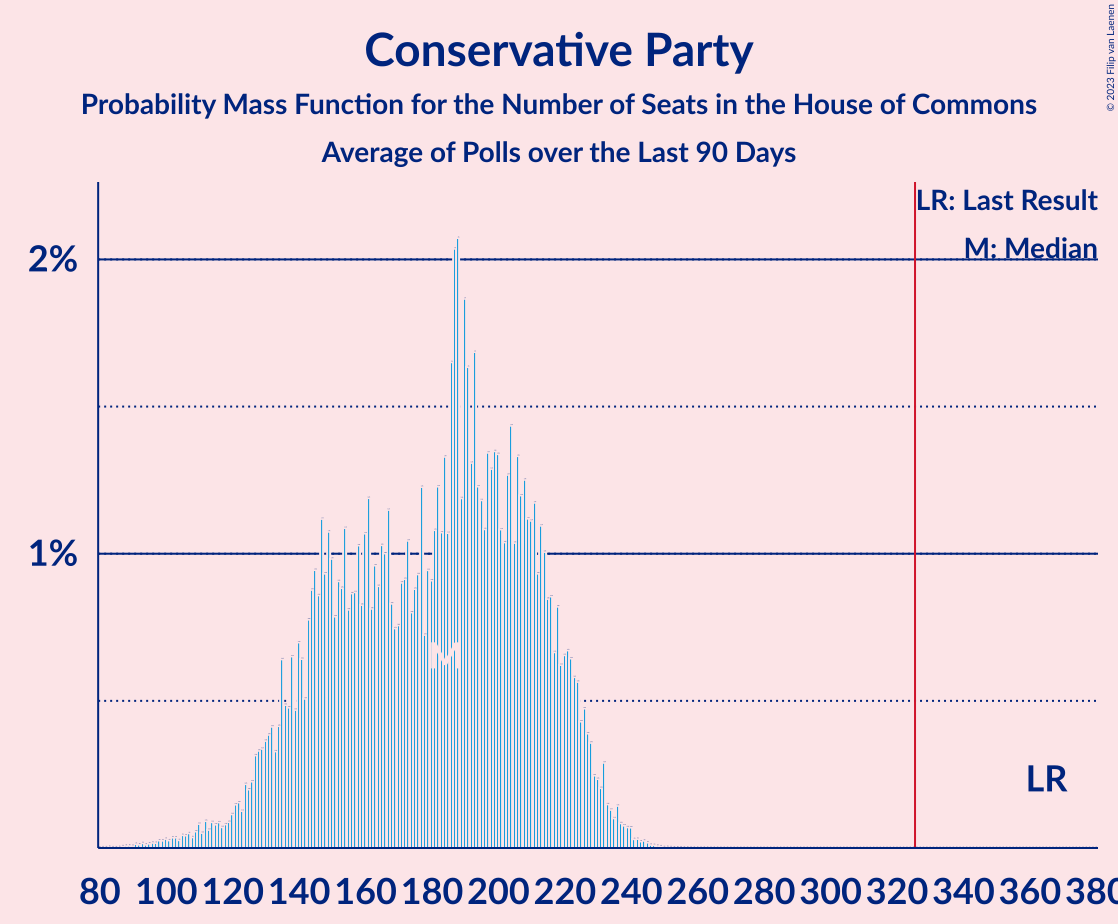 Conservative Party
Probability Mass Function for the Number of Seats in the House of Commons
Average of Polls over the Last 90 Days
© 2023 Filip van Laenen
LR: Last Result
M: Median
2%
1%
M
LR
80 100 120 140 160 180 200 220 240 260 280 300 320 340 360 380